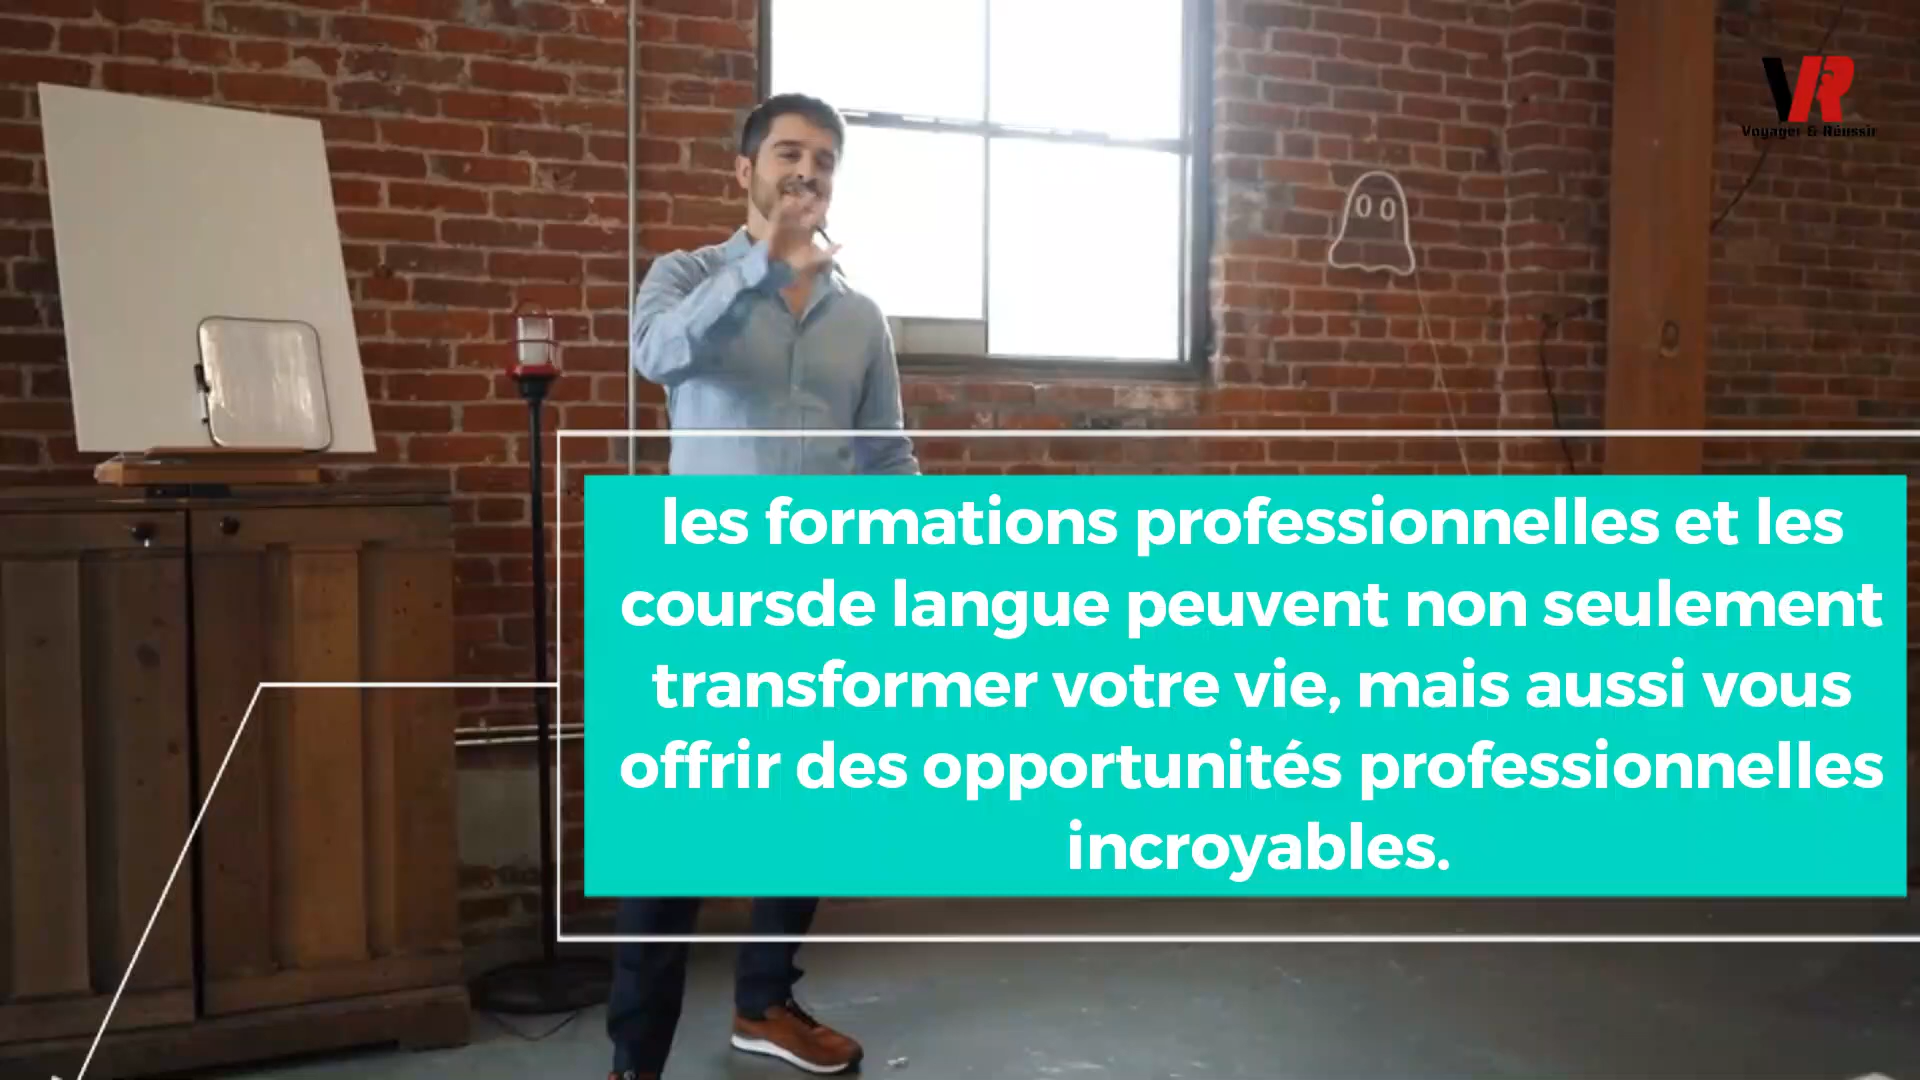 VR
Voyager & Réussir
les formations professionnelles et les
coursde langue peuvent non seulement
transformer votre vie, mais aussi vous
offrir des opportunités professionnelles
incroyables.